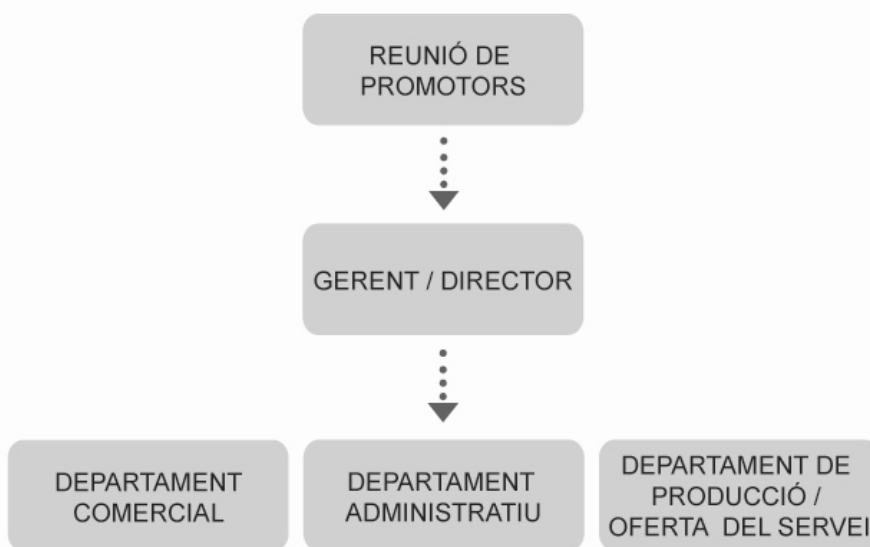 REUNIÓ DE
PROMOTORS
GERENT / DIRECTOR
DEPARTAMENT
COMERCIAL
DEPARTAMENT
ADMINISTRATIU
DEPARTAMENT DE
PRODUCCIÓ /
OFERTA DEL SERVEI